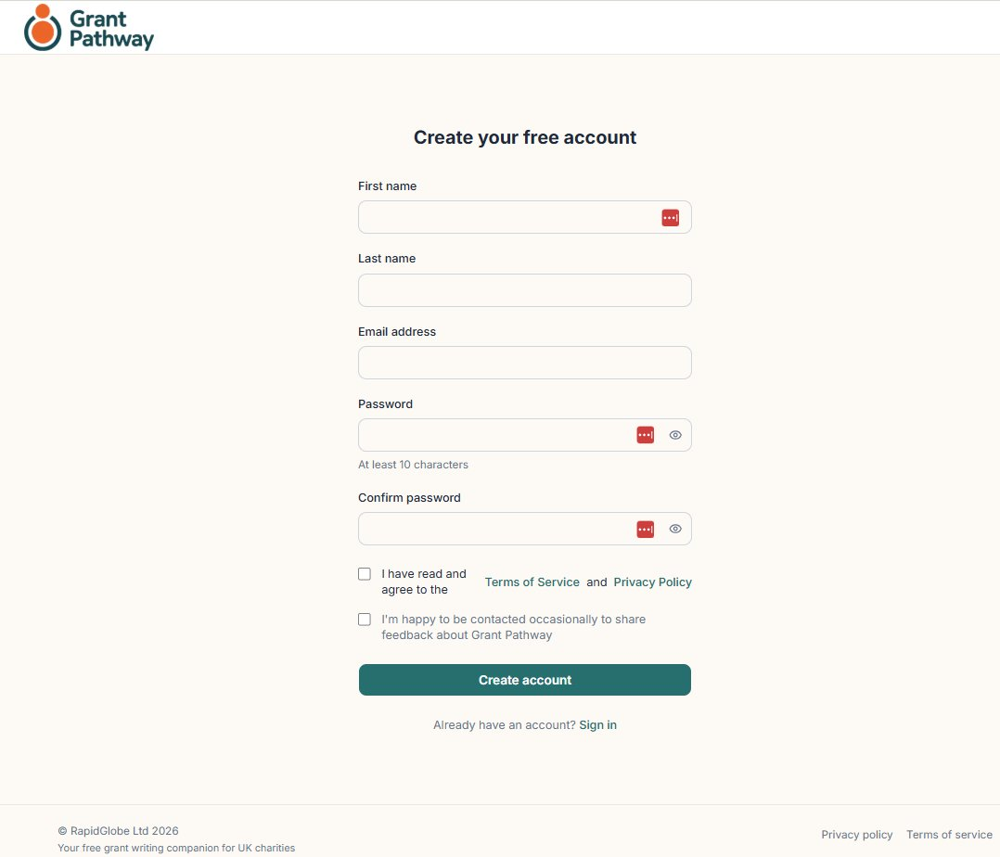 Grant
Pathway
Create your free account
First name
Last name
Email address
Password
At least 10 characters
Confirm password
I have read and
agree to the
Terms of Service and Privacy Policy
I'm happy to be contacted occasionally to share
feedback about Grant Pathway
Create account
Already have an account? Sign in
© RapidGlobe Ltd 2026
Your free grant writing companion for UK charities
Privacy policy Terms of service